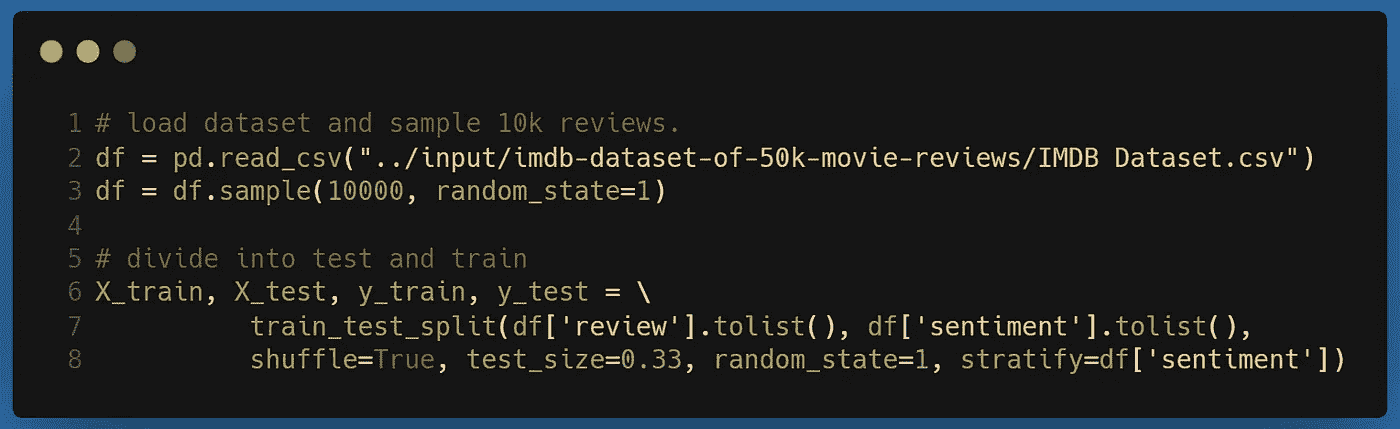 1 # load dataset and sample 10k reviews.
2 df = pd.read_csv("../input/imdb-dataset-of-50k-movie-reviews/IMDB Dataset.csv")
3 df = df.sample(10000, random_state=1)
4
5 # divide into test and train
6 X_train, X_test, y_train, y_test = \
7         train_test_split(df['review'].tolist(), df['sentiment'].tolist(),
8         shuffle=True, test_size=0.33, random_state=1, stratify=df['sentiment'])